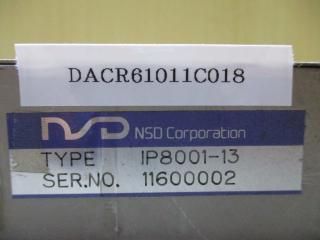 DACR61011C018
NSD NSD Corporation
TYPE IP8001-13
SER.NO. 11600002